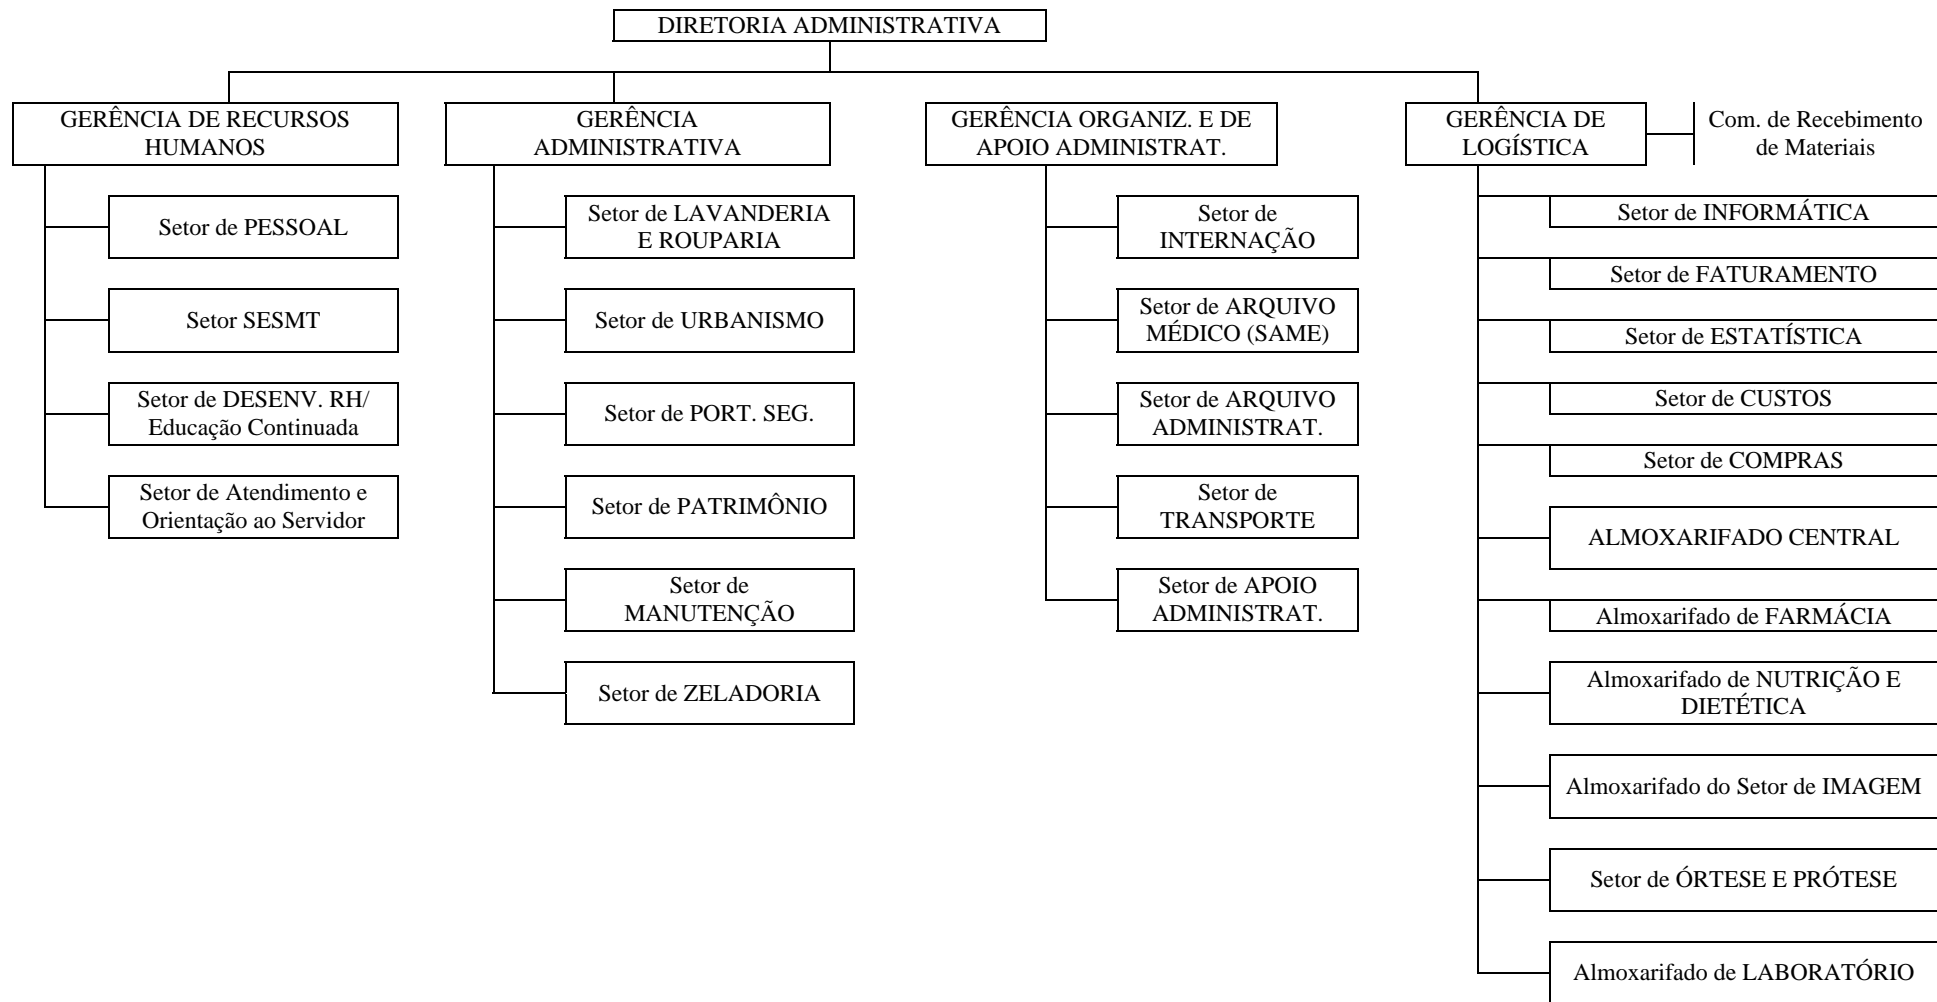 DIRETORIA ADMINISTRATIVA
GERÊNCIA DE RECURSOS
HUMANOS
GERÊNCIA
ADMINISTRATIVA
GERÊNCIA ORGANIZ. E DE
APOIO ADMINISTRAT.
GERÊNCIA DE
LOGÍSTICA
Com. de Recebimento
de Materiais
Setor de PESSOAL
Setor SESMT
Setor de DESENV. RH/
Educação Continuada
Setor de Atendimento e
Orientação ao Servidor
Setor de LAVANDERIA
E ROUPARIA
Setor de URBANISMO
Setor de PORT. SEG.
Setor de PATRIMÔNIO
Setor de
MANUTENÇÃO
Setor de ZELADORIA
Setor de
INTERNAÇÃO
Setor de ARQUIVO
MÉDICO (SAME)
Setor de ARQUIVO
ADMINISTRAT.
Setor de
TRANSPORTE
Setor de APOIO
ADMINISTRAT.
Setor de INFORMÁTICA
Setor de FATURAMENTO
Setor de ESTATÍSTICA
Setor de CUSTOS
Setor de COMPRAS
ALMOXARIFADO CENTRAL
Almoxarifado de FARMÁCIA
Almoxarifado de NUTRIÇÃO E
DIETÉTICA
Almoxarifado do Setor de IMAGEM
Setor de ÓRTESE E PRÓTESE
Almoxarifado de LABORATÓRIO